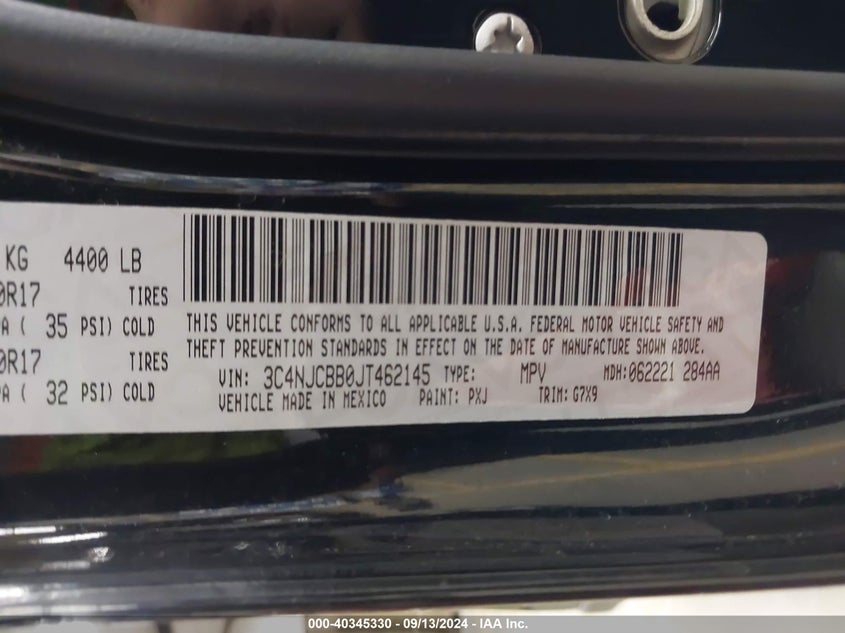 KG 4400 LB
0R17 TIRES
PA ( 35 PSI) COLD
0R17 TIRES
PA ( 32 PSI) COLD
THIS VEHICLE CONFORMS TO ALL APPLICABLE U.S.A. FEDERAL MOTOR VEHICLE SAFETY AND
THEFT PREVENTION STANDARDS IN EFFECT ON THE DATE OF MANUFACTURE SHOWN ABOVE.
VIN: 3C4NJCBB0JT462145 TYPE: MPV MDH:062221 284AA
VEHICLE MADE IN MEXICO PAINT: PXJ TRIM: G7X9
000-40345330 - 09/13/2024 - IAA Inc.